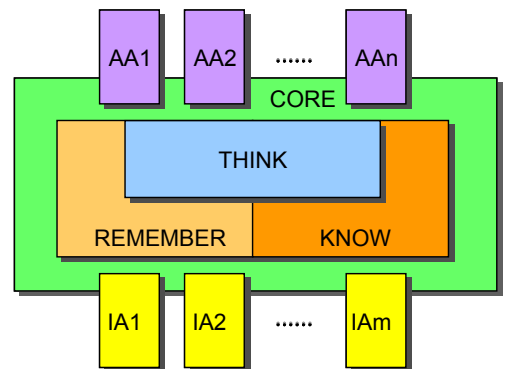 AA1 AA2 ...... AAn
CORE
THINK
REMEMBER KNOW
IA1 IA2 ...... IAm